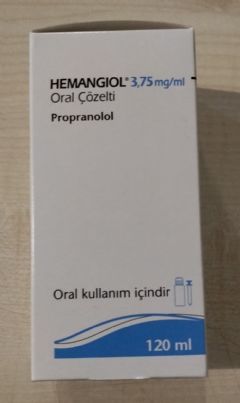 HEMANGIOL® 3,75 mg/ml
Oral Çözelti
Propranolol
Oral kullanım içindir
120 ml